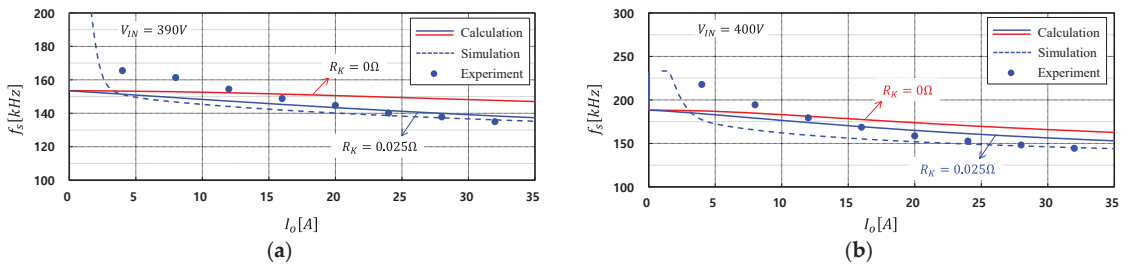 200
180
160
140
120
100
f_s[kHz]
V_IN = 390V
Calculation
Simulation
Experiment
R_K = 0Ω
R_K = 0.025Ω
0 5 10 15 20 25 30 35
I_o[A]
(a)
350
300
250
200
150
100
f_s[kHz]
V_IN = 400V
Calculation
Simulation
Experiment
R_K = 0Ω
R_K = 0.025Ω
0 5 10 15 20 25 30 35
I_o[A]
(b)